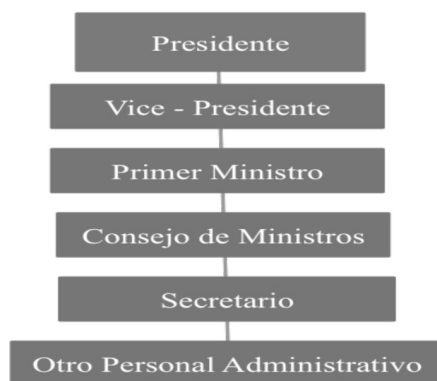 Presidente
Vice - Presidente
Primer Ministro
Consejo de Ministros
Secretario
Otro Personal Administrativo